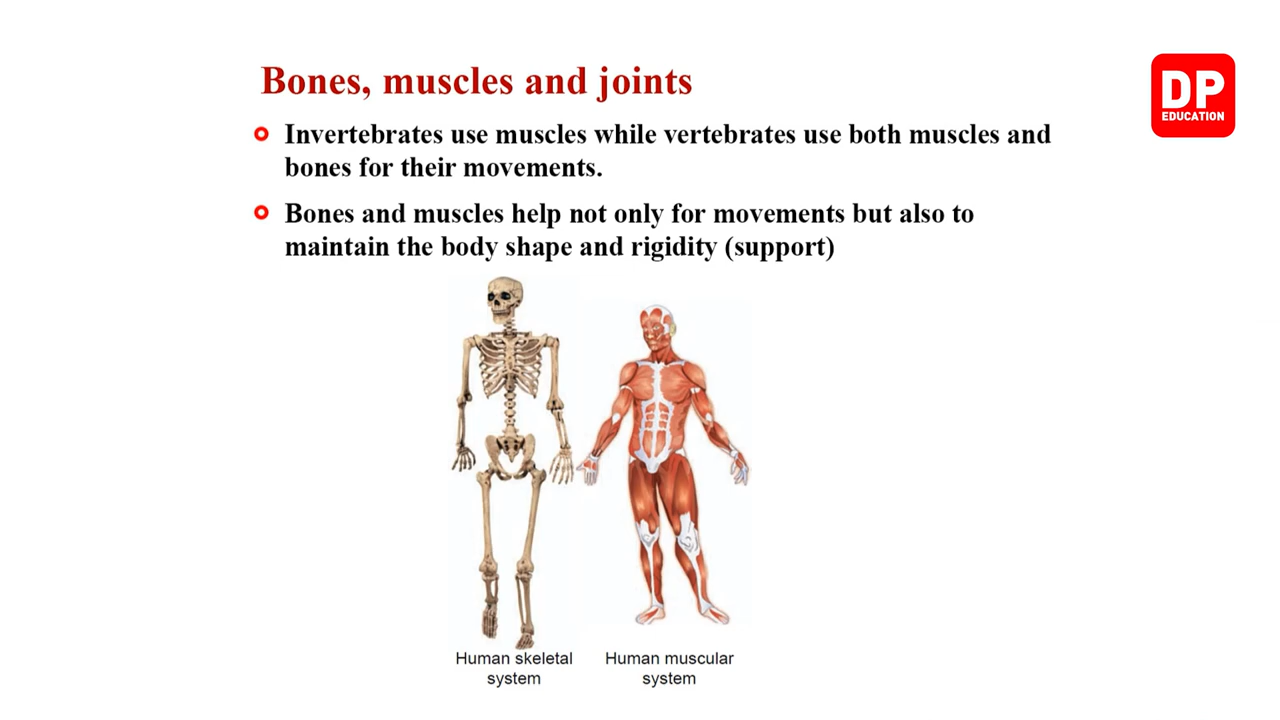 Bones, muscles and joints
DP
EDUCATION
Invertebrates use muscles while vertebrates use both muscles and
bones for their movements.
Bones and muscles help not only for movements but also to
maintain the body shape and rigidity (support)
Human skeletal
system
Human muscular
system